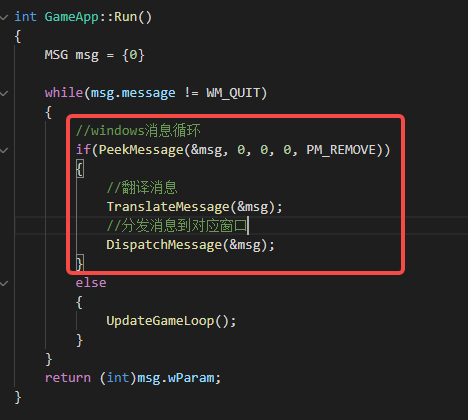 int GameApp::Run()
{
MSG msg = {0}
while(msg.message != WM_QUIT)
{
//windows消息循环
if(PeekMessage(&msg, 0, 0, 0, PM_REMOVE))
{
//翻译消息
TranslateMessage(&msg);
//分发消息到对应窗口
DispatchMessage(&msg);
}
else
{
UpdateGameLoop();
}
}
return (int)msg.wParam;
}